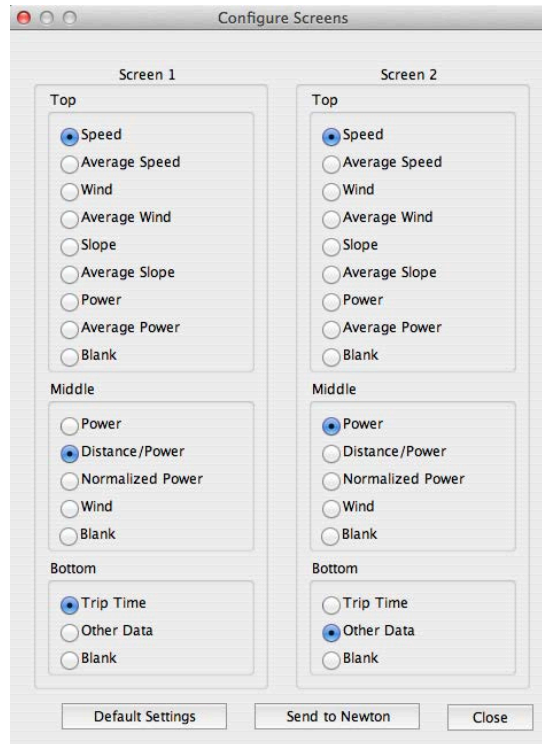 Configure Screens
Screen 1
Top
Speed
Average Speed
Wind
Average Wind
Slope
Average Slope
Power
Average Power
Blank
Middle
Power
Distance/Power
Normalized Power
Wind
Blank
Bottom
Trip Time
Other Data
Blank
Screen 2
Top
Speed
Average Speed
Wind
Average Wind
Slope
Average Slope
Power
Average Power
Blank
Middle
Power
Distance/Power
Normalized Power
Wind
Blank
Bottom
Trip Time
Other Data
Blank
Default Settings
Send to Newton
Close